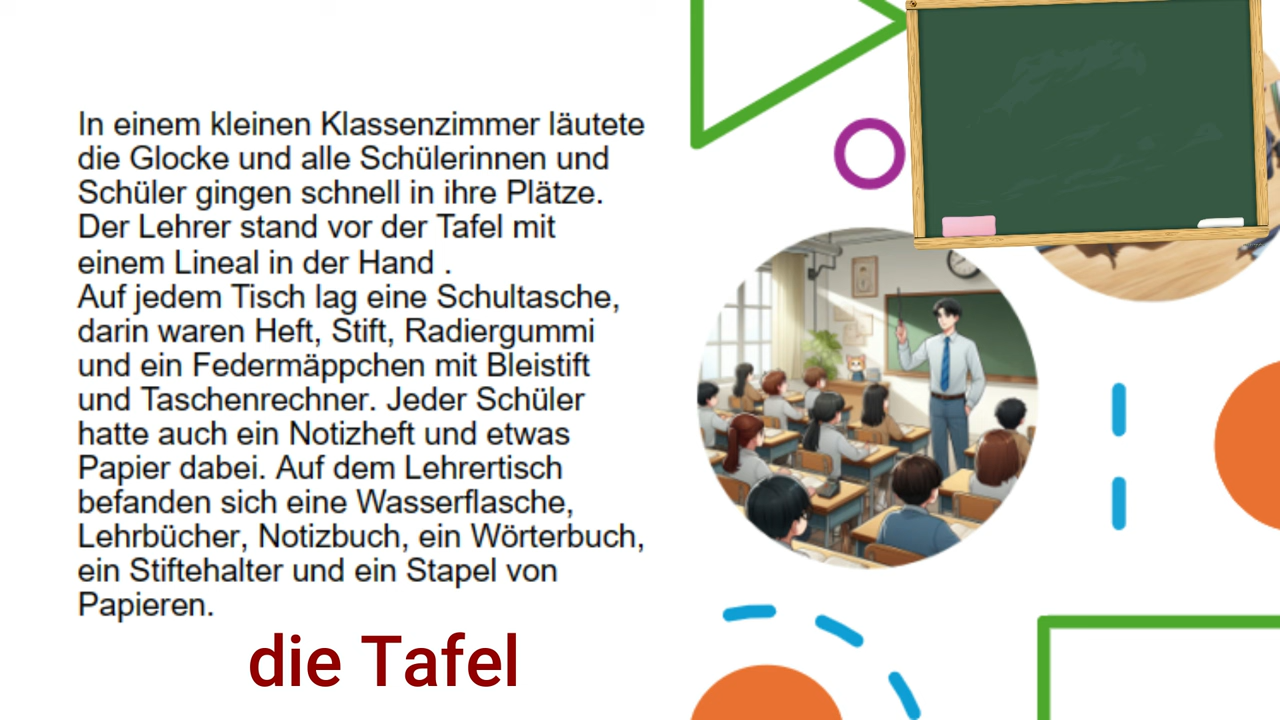 In einem kleinen Klassenzimmer läutete
die Glocke und alle Schülerinnen und
Schüler gingen schnell in ihre Plätze.
Der Lehrer stand vor der Tafel mit
einem Lineal in der Hand .
Auf jedem Tisch lag eine Schultasche,
darin waren Heft, Stift, Radiergummi
und ein Federmäppchen mit Bleistift
und Taschenrechner. Jeder Schüler
hatte auch ein Notizheft und etwas
Papier dabei. Auf dem Lehrertisch
befanden sich eine Wasserflasche,
Lehrbücher, Notizbuch, ein Wörterbuch,
ein Stiftehalter und ein Stapel von
Papieren.
die Tafel